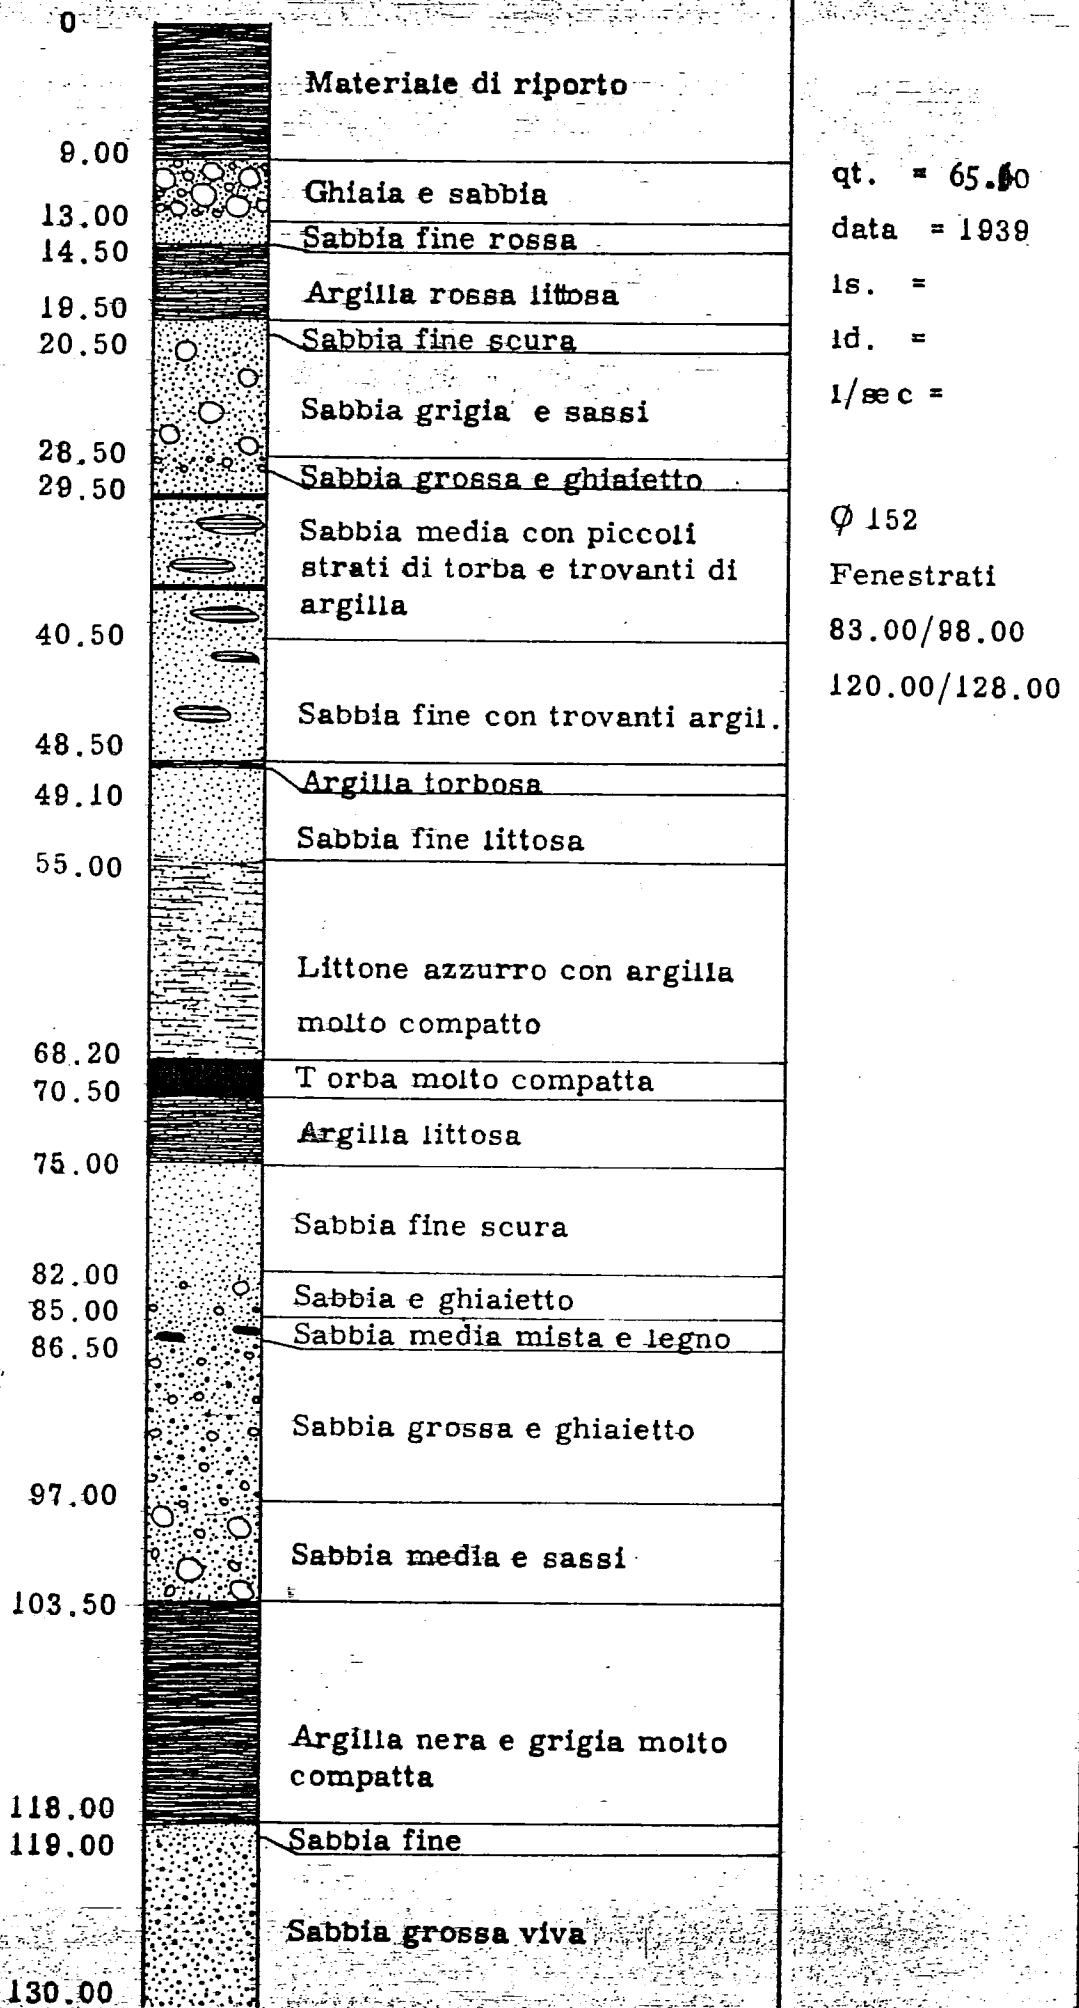 0
Materiale di riporto
9.00
Ghiaia e sabbia
13.00
Sabbia fine rossa
14.50
Argilla rossa littosa
19.50
Sabbia fine scura
20.50
Sabbia grigia e sassi
28.50
Sabbia grossa e ghiaietto
29.50
Sabbia media con piccoli
strati di torba e trovanti di
argilla
40.50
Sabbia fine con trovanti argil.
48.50
Argilla torbosa
49.10
Sabbia fine littosa
55.00
Littone azzurro con argilla
molto compatto
68.20
Torba molto compatta
70.50
Argilla littosa
75.00
Sabbia fine scura
82.00
Sabbia e ghiaietto
85.00
Sabbia media mista e legno
86.50
Sabbia grossa e ghiaietto
97.00
Sabbia media e sassi
103.50
Argilla nera e grigia molto
compatta
118.00
Sabbia fine
119.00
Sabbia grossa viva
130.00
qt. =
data = 1939
ls. =
ld. =
l/sec =
Ø 152
Fenestrati
83.00/98.00
120.00/128.00